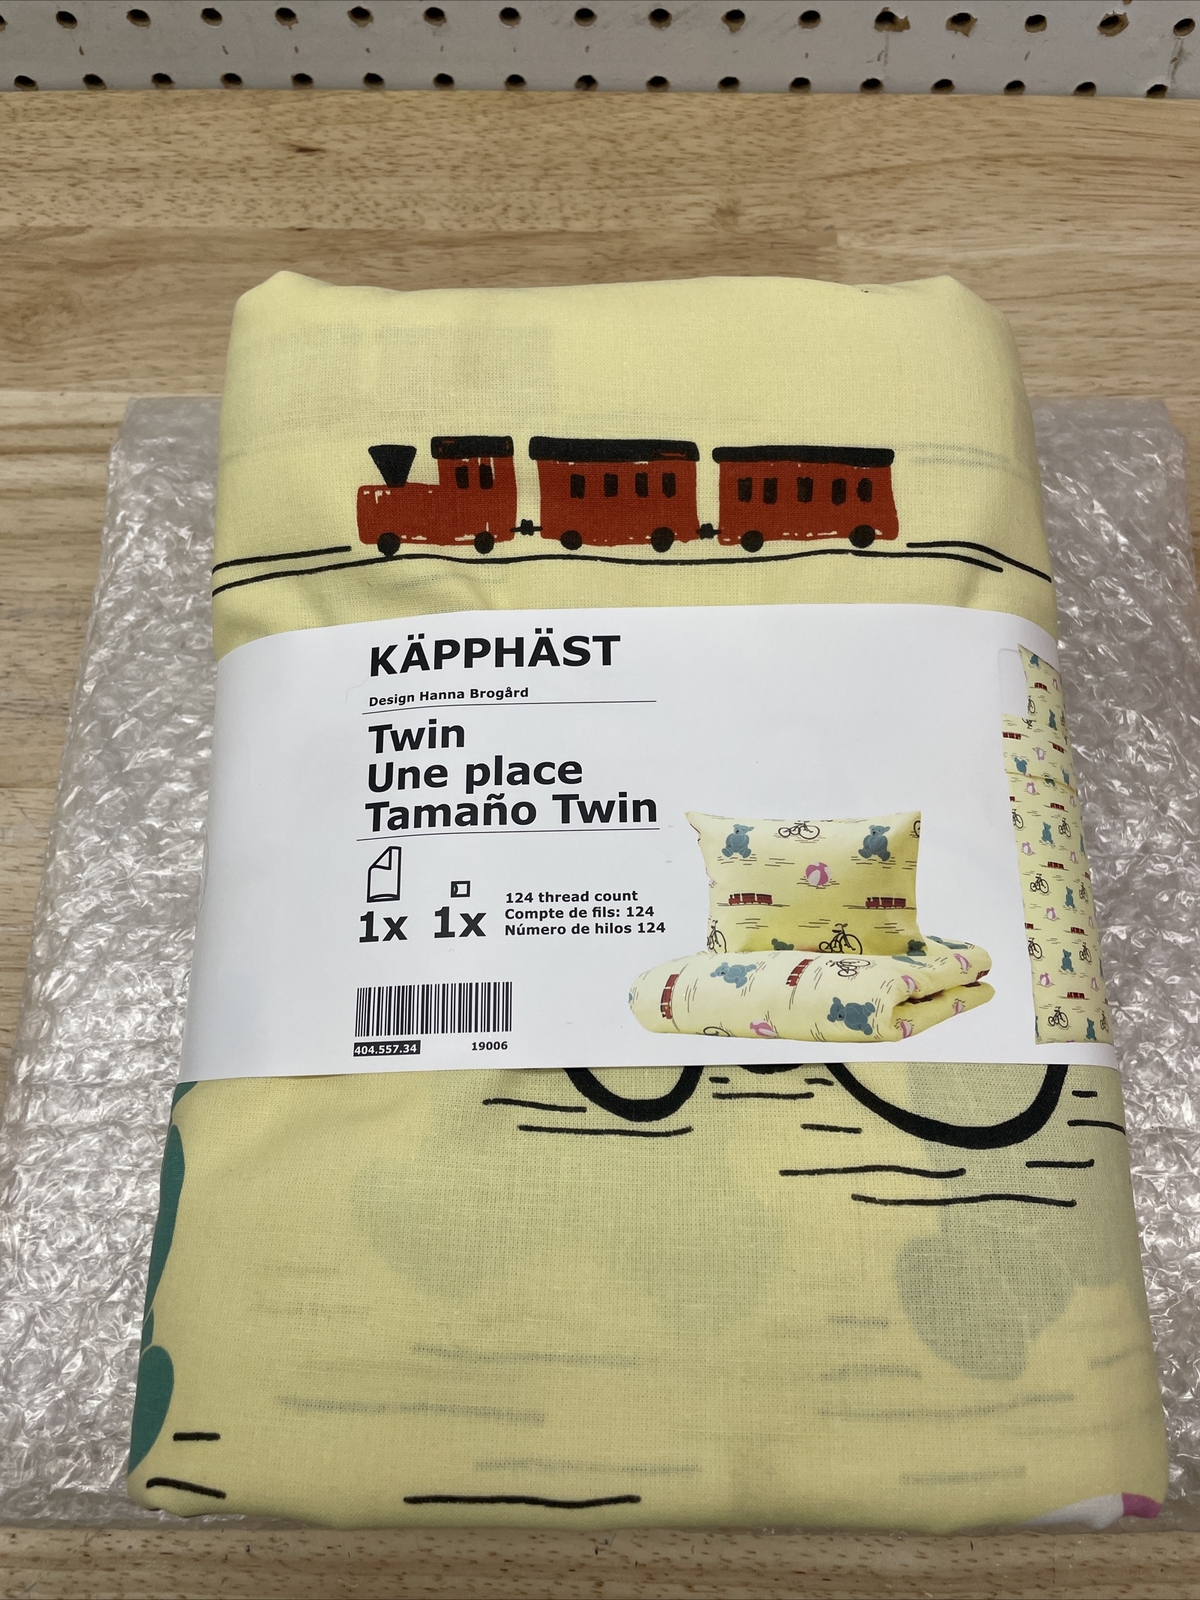 KÄPPHÄST
Design Hanna Brogård
Twin
Une place
Tamaño Twin
1x 1x
124 thread count
Compte de fils: 124
Número de hilos 124
404.557.34 19006